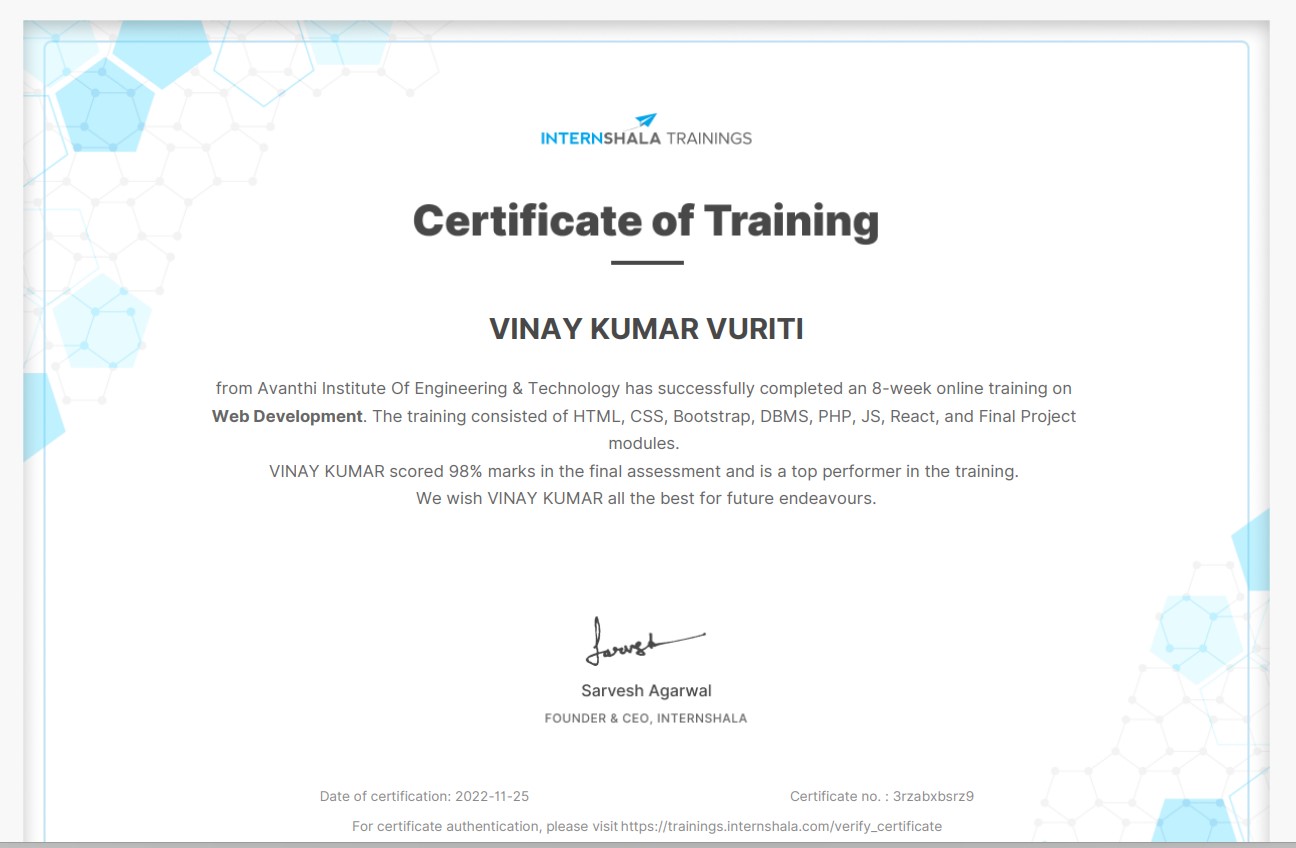 INTERNSHALA TRAININGS
Certificate of Training
VINAY KUMAR VURITI
from Avanthi Institute Of Engineering & Technology has successfully completed an 8-week online training on
Web Development. The training consisted of HTML, CSS, Bootstrap, DBMS, PHP, JS, React, and Final Project
modules.
VINAY KUMAR scored 98% marks in the final assessment and is a top performer in the training.
We wish VINAY KUMAR all the best for future endeavours.
Sarvesh
Sarvesh Agarwal
FOUNDER & CEO, INTERNSHALA
Date of certification: 2022-11-25 Certificate no. : 3rzabxbsrz9
For certificate authentication, please visit https://trainings.internshala.com/verify_certificate